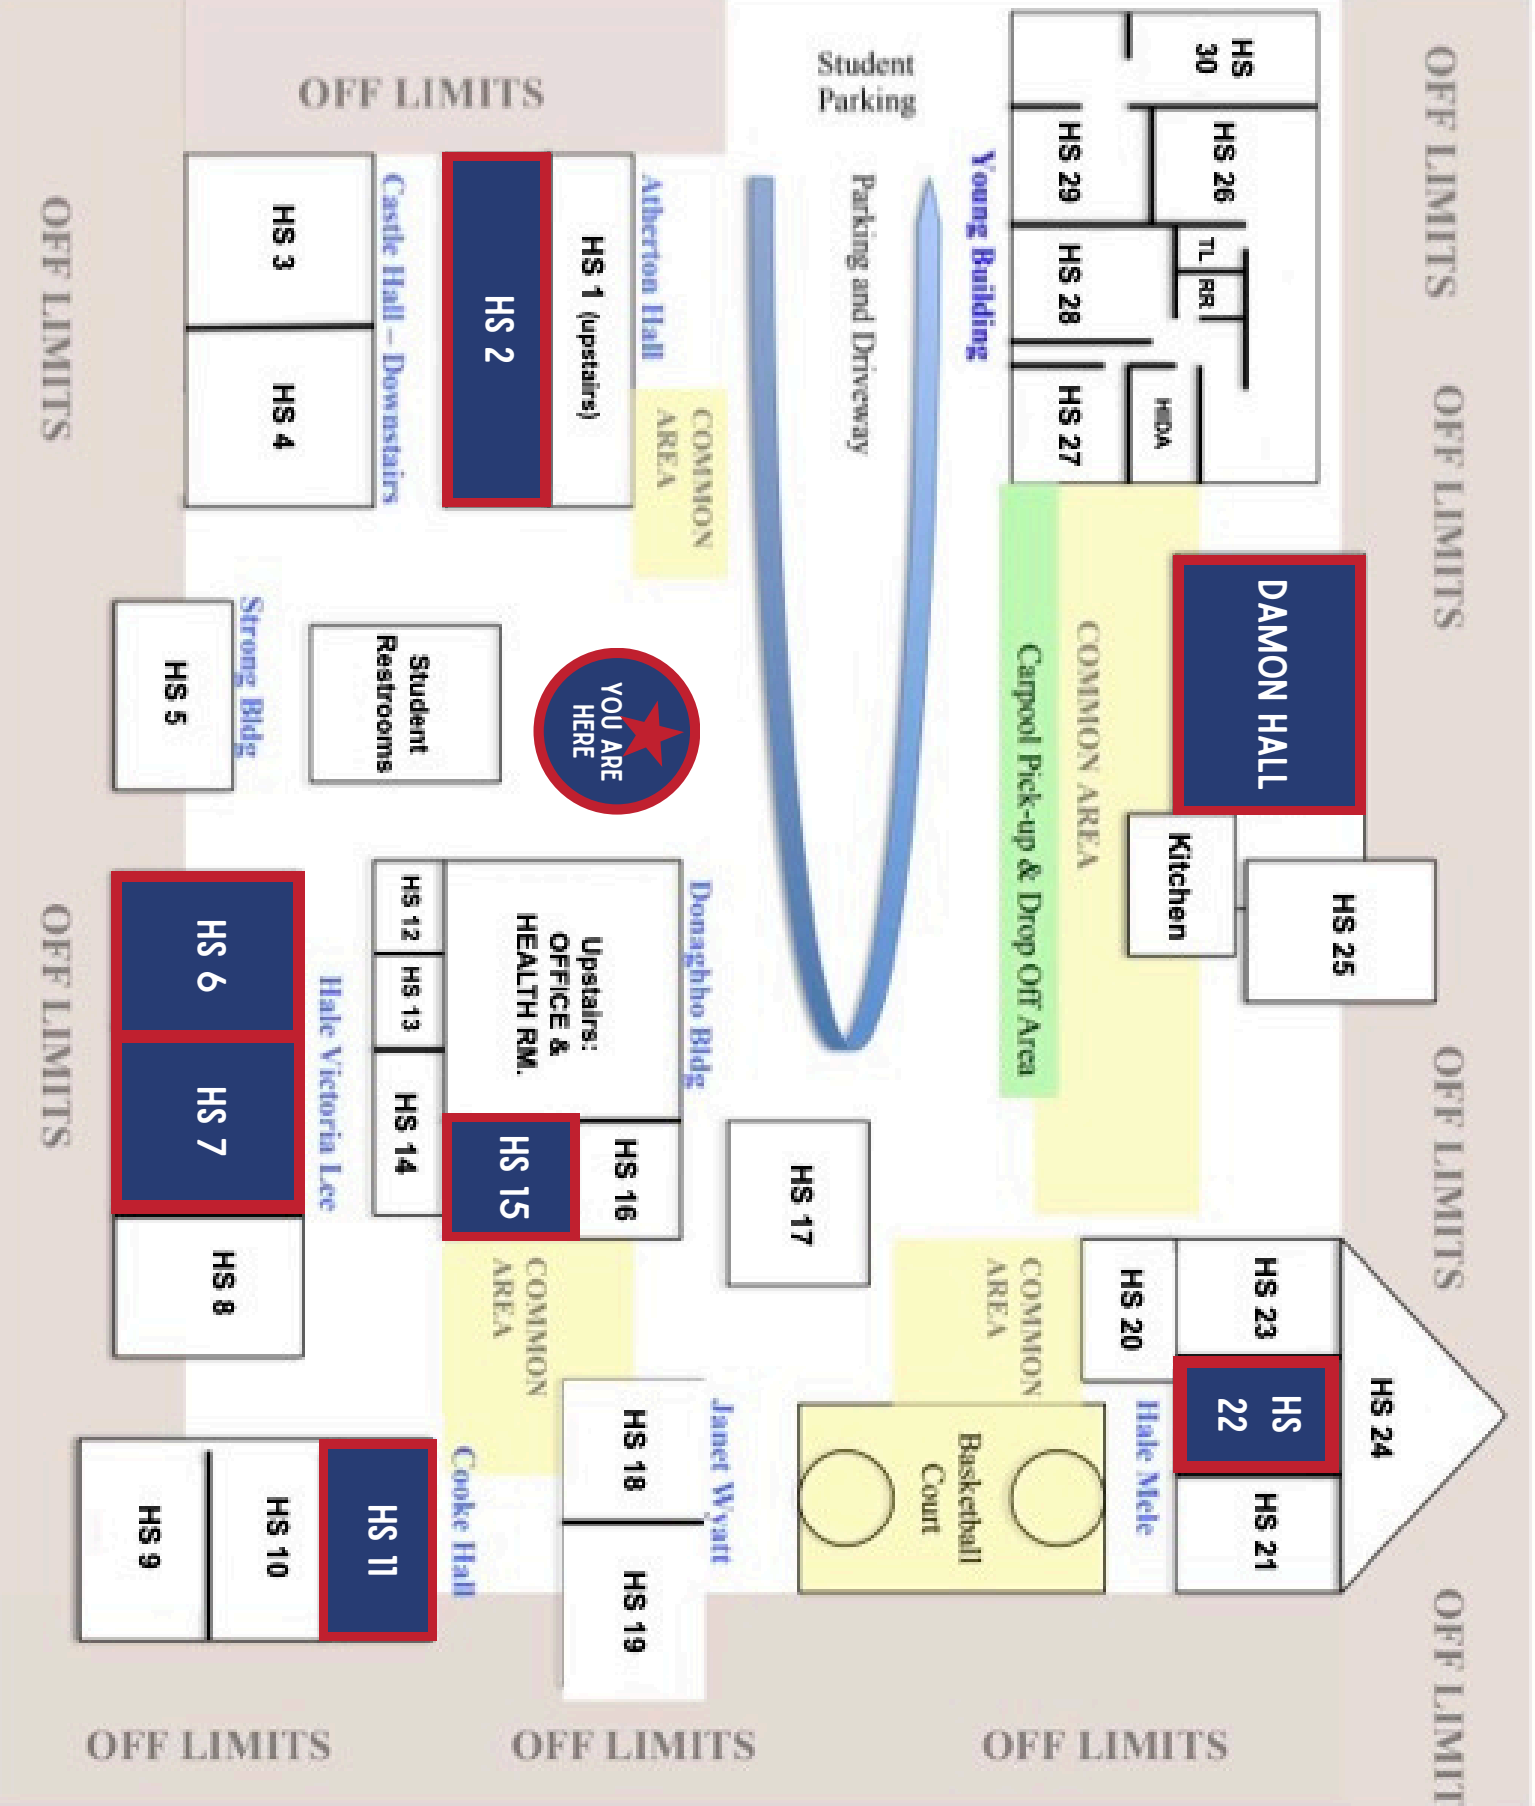 OFF LIMITS
Student
Parking
HS
30
HS 29
HS 26
TL
RR
HS 28
HS 27
HIDA
Young Building
Parking and Driveway
OFF LIMITS
OFF LIMITS
OFF LIMITS
OFF LIMIT
Atherton Hall
HS 1 (upstairs)
HS 2
Castle Hall – Downstairs
HS 3
HS 4
OFF LIMITS
COMMON
AREA
DAMON HALL
COMMON AREA
Carpool Pick-up & Drop Off Area
Kitchen
HS 25
YOU ARE
HERE
Student
Restrooms
Strong Bldg
HS 5
OFF LIMITS
Donaghho Bldg
Upstairs:
OFFICE &
HEALTH RM.
HS 12
HS 13
HS 14
HS 15
HS 16
HS 17
Hale Victoria Lee
HS 6
HS 7
HS 8
COMMON
AREA
COMMON
AREA
HS 20
HS 23
HS
22
HS 21
HS 24
Hale Mele
Basketball
Court
Janet Wyatt
HS 18
HS 19
Cooke Hall
HS 11
HS 10
HS 9
OFF LIMITS
OFF LIMITS
OFF LIMITS
OFF LIMITS